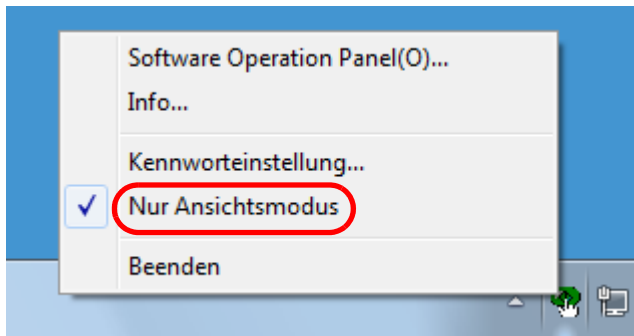 Software Operation Panel(O)...
Info...
Kennworteinstellung...
Nur Ansichtsmodus
Beenden